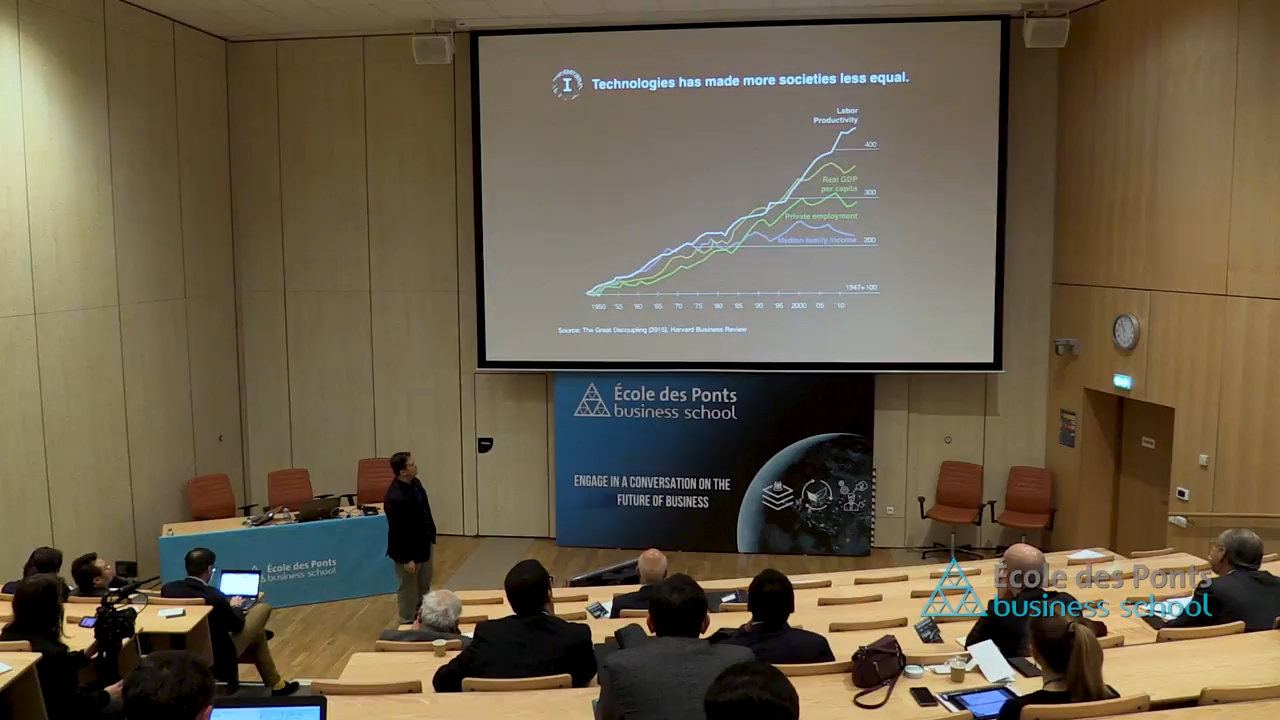 I
Technologies has made more societies less equal.
Labor
Productivity
400
Real GDP
per capita
300
Private employment
Median family income
200
1947=100
1950 '55 '60 '65 '70 '75 '80 '85 '90 '95 2000 '05 '10
Source: The Great Decoupling (2015), Harvard Business Review
École des Ponts
business school
ENGAGE IN A CONVERSATION ON THE
FUTURE OF BUSINESS
École des Ponts
business school
École des Ponts
business school